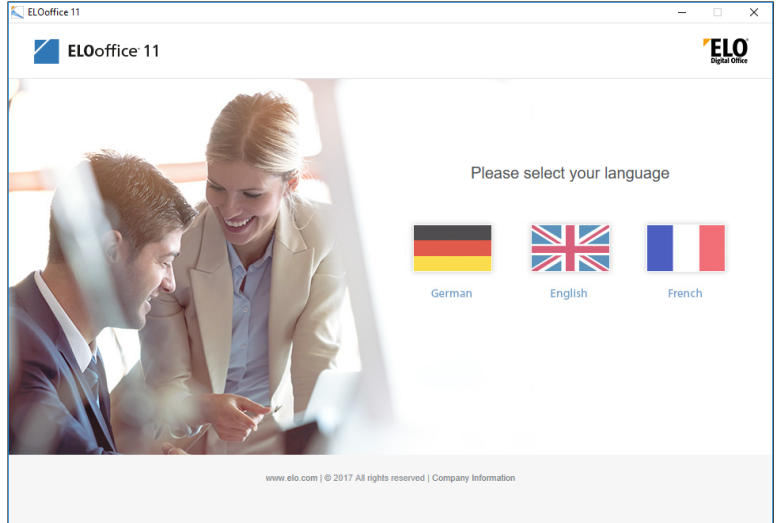 ELOoffice 11
ELOoffice 11
ELO
Digital Office
Please select your language
German English French
www.elo.com | © 2017 All rights reserved | Company Information